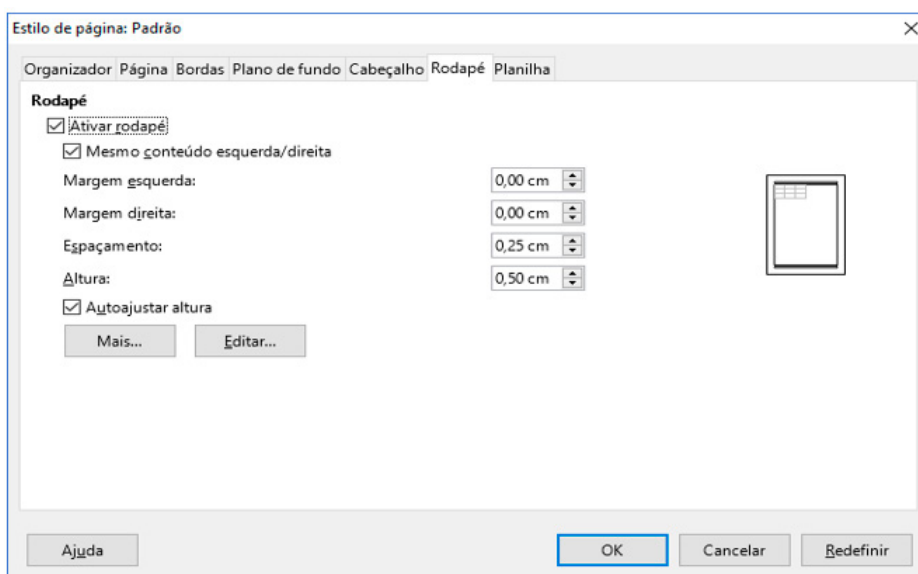 Estilo de página: Padrão
Organizador Página Bordas Plano de fundo Cabeçalho Rodapé Planilha
Rodapé
Ativar rodapé
Mesmo conteúdo esquerda/direita
Margem esquerda: 0,00 cm
Margem direita: 0,00 cm
Espaçamento: 0,25 cm
Altura: 0,50 cm
Autoajustar altura
Mais... Editar...
Ajuda OK Cancelar Redefinir